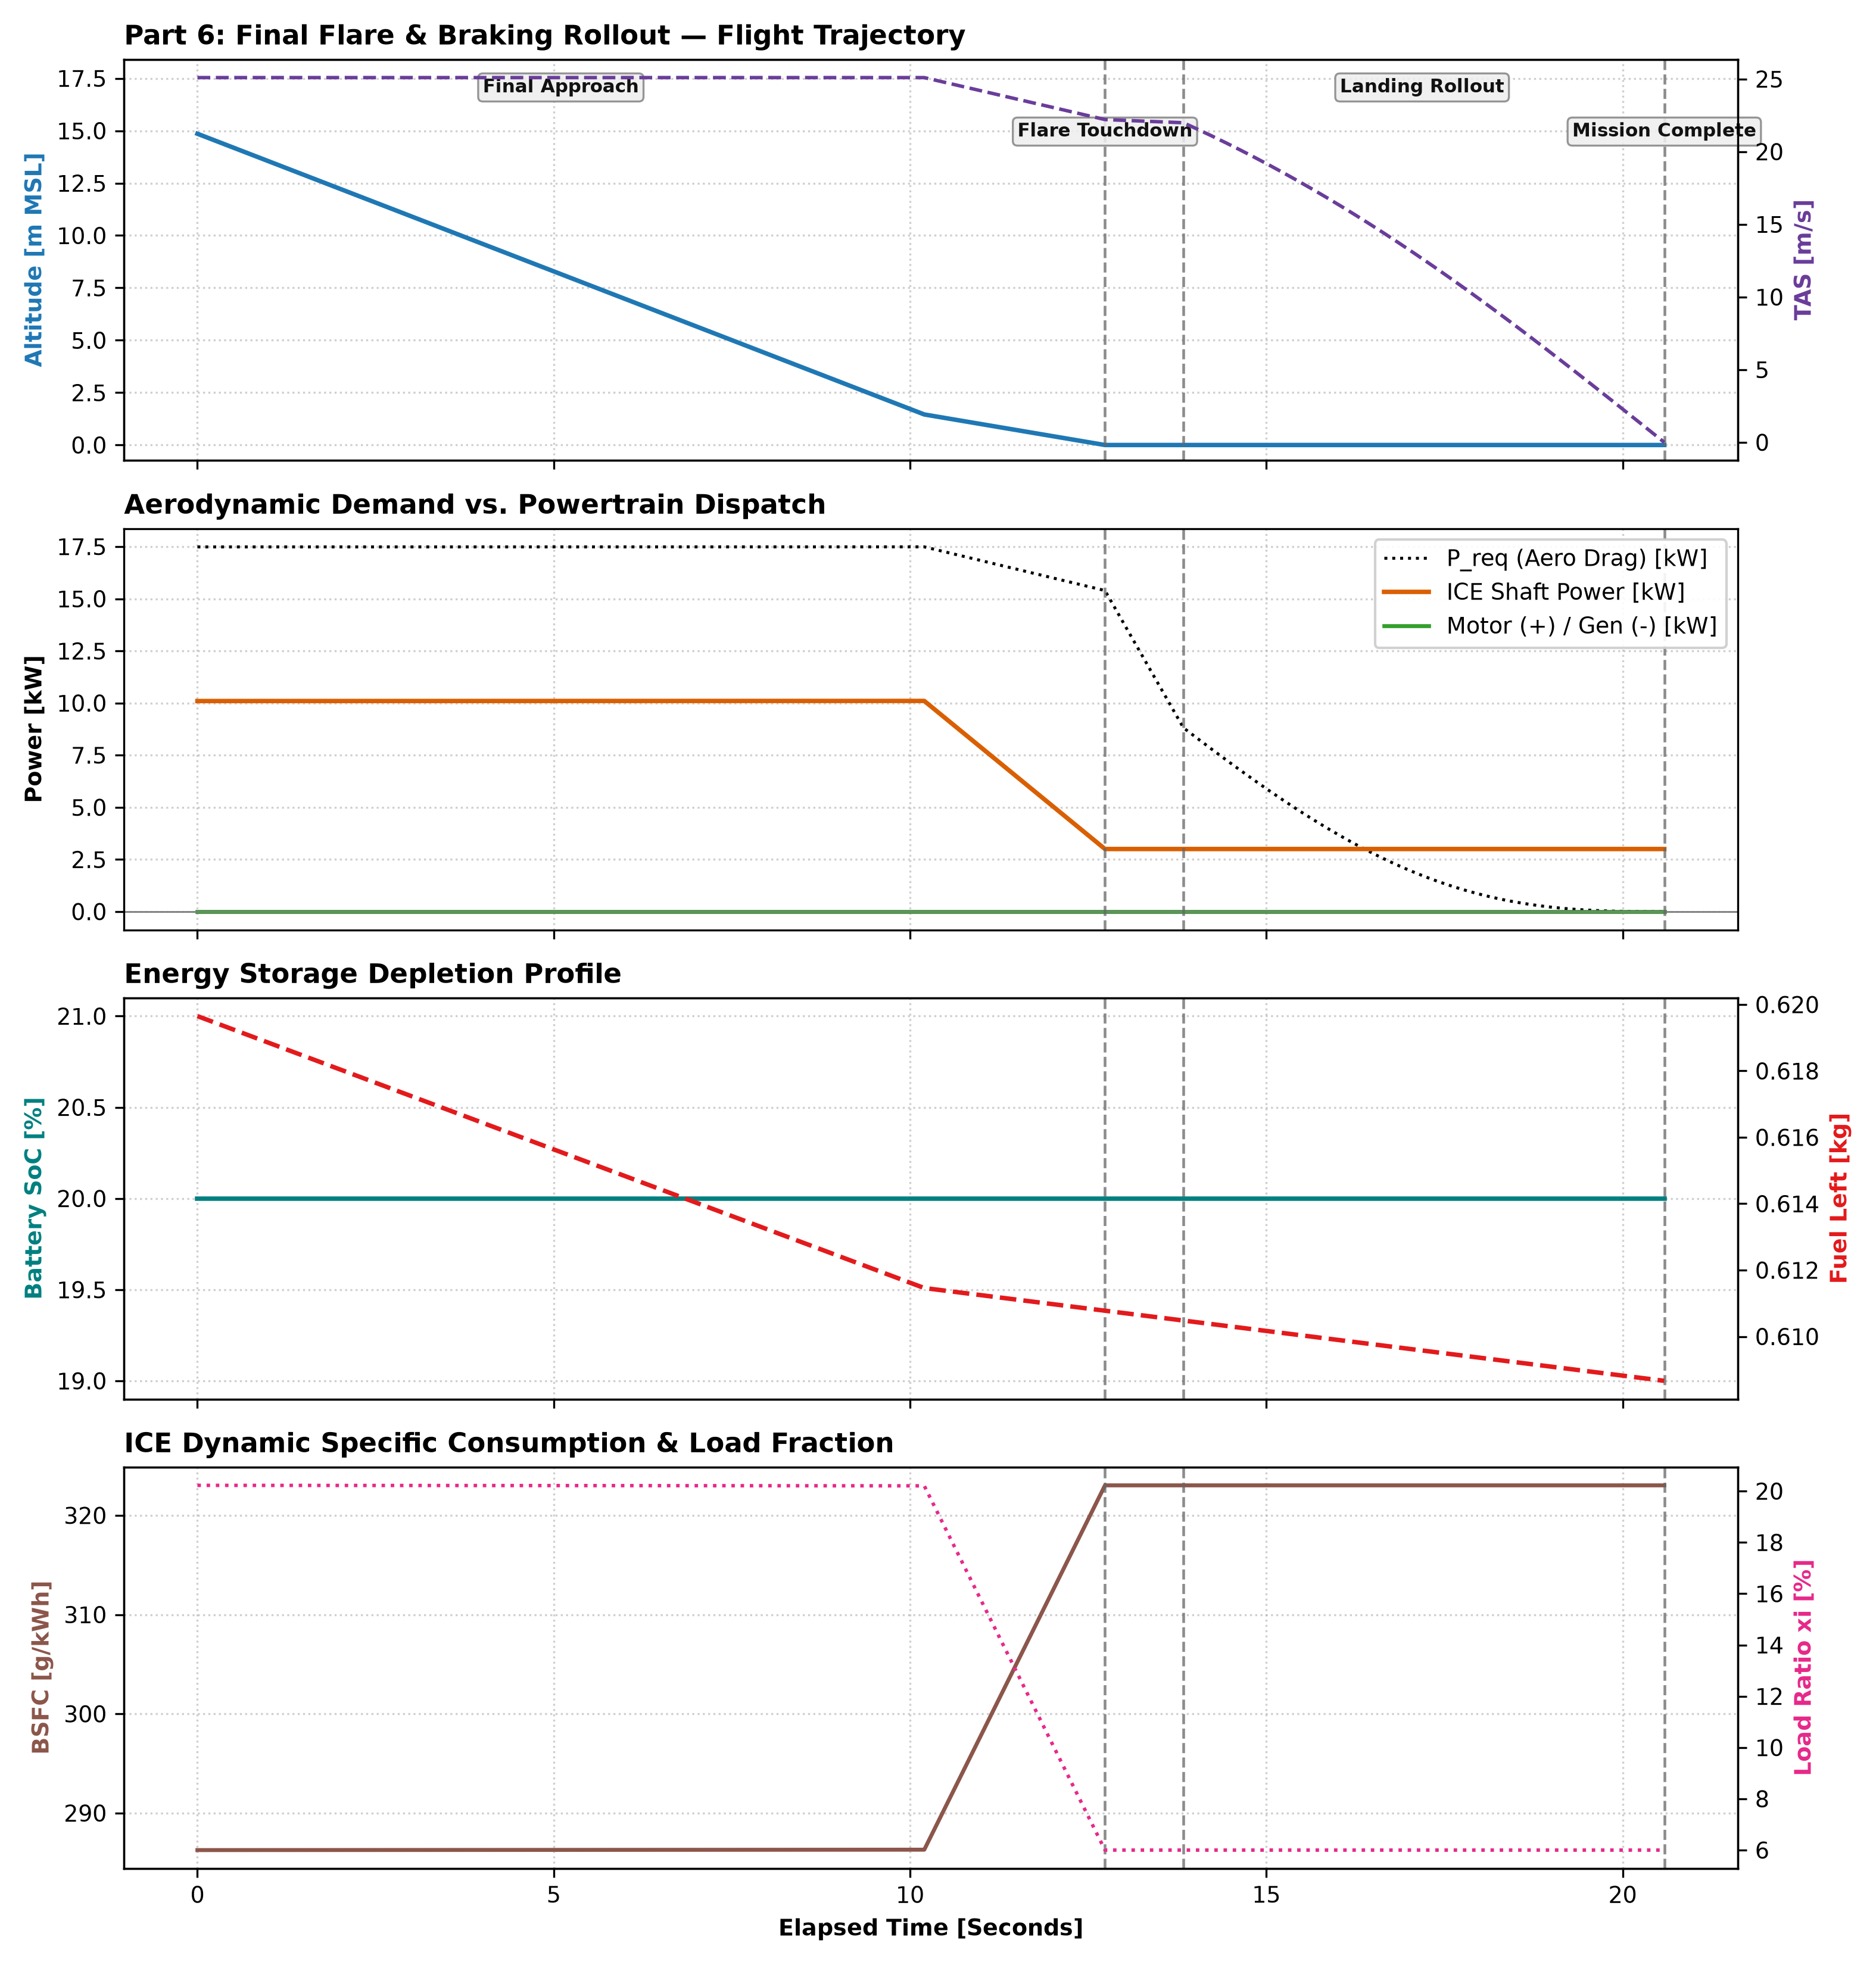 Part 6: Final Flare & Braking Rollout — Flight Trajectory
17.5
15.0
12.5
10.0
7.5
5.0
2.5
0.0
Altitude [m MSL]
Final Approach
Landing Rollout
Flare Touchdown
Mission Complete
25
20
15
10
5
0
TAS [m/s]
Aerodynamic Demand vs. Powertrain Dispatch
17.5
15.0
12.5
10.0
7.5
5.0
2.5
0.0
Power [kW]
P_req (Aero Drag) [kW]
ICE Shaft Power [kW]
Motor (+) / Gen (-) [kW]
Energy Storage Depletion Profile
21.0
20.5
20.0
19.5
19.0
Battery SoC [%]
0.620
0.618
0.616
0.614
0.612
0.610
Fuel Left [kg]
ICE Dynamic Specific Consumption & Load Fraction
320
310
300
290
BSFC [g/kWh]
20
18
16
14
12
10
8
6
Load Ratio xi [%]
0 5 10 15 20
Elapsed Time [Seconds]